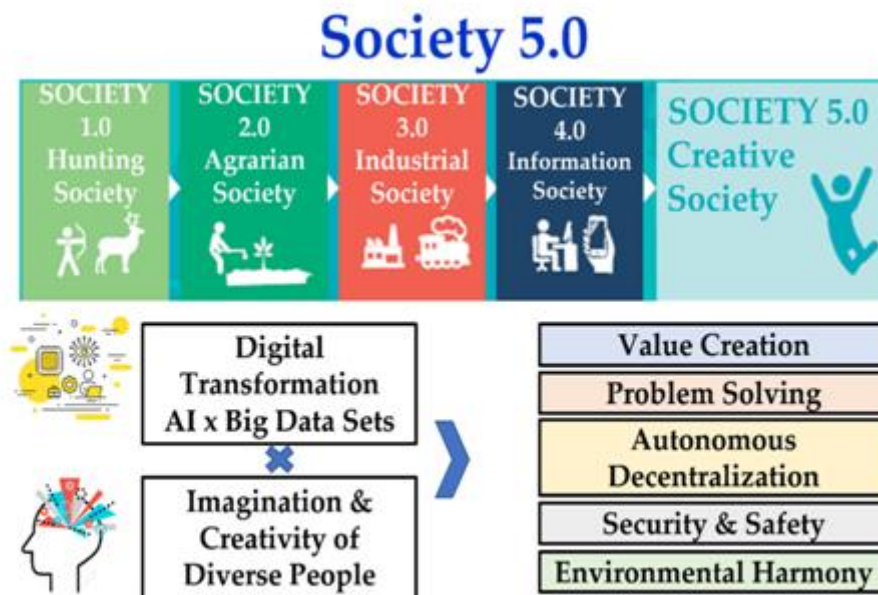 Society 5.0
SOCIETY
1.0
Hunting
Society
SOCIETY
2.0
Agrarian
Society
SOCIETY
3.0
Industrial
Society
SOCIETY
4.0
Information
Society
SOCIETY 5.0
Creative
Society
Digital
Transformation
AI x Big Data Sets
Imagination &
Creativity of
Diverse People
Value Creation
Problem Solving
Autonomous
Decentralization
Security & Safety
Environmental Harmony